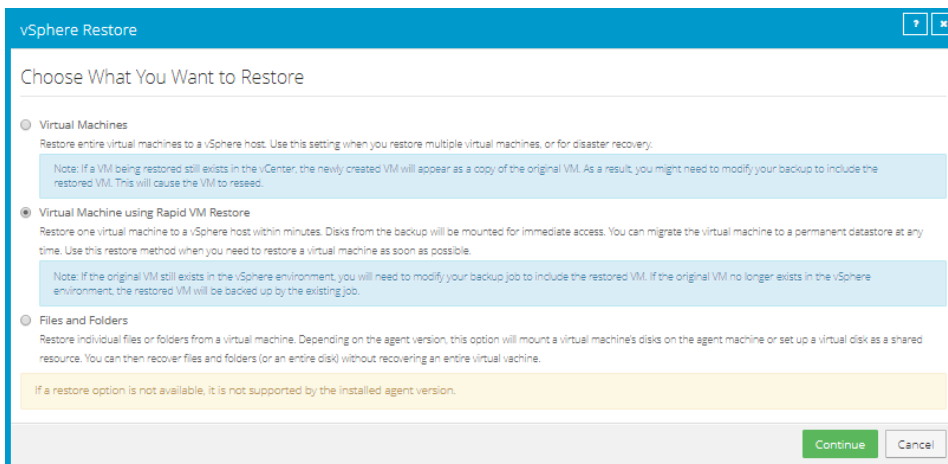 vSphere Restore
?
x
Choose What You Want to Restore
Virtual Machines
Restore entire virtual machines to a vSphere host. Use this setting when you restore multiple virtual machines, or for disaster recovery.
Note: If a VM being restored still exists in the vCenter, the newly created VM will appear as a copy of the original VM. As a result, you might need to modify your backup to include the
restored VM. This will cause the VM to reseed.
Virtual Machine using Rapid VM Restore
Restore one virtual machine to a vSphere host within minutes. Disks from the backup will be mounted for immediate access. You can migrate the virtual machine to a permanent datastore at any
time. Use this restore method when you need to restore a virtual machine as soon as possible.
Note: If the original VM still exists in the vSphere environment, you will need to modify your backup job to include the restored VM. If the original VM no longer exists in the vSphere
environment, the restored VM will be backed up by the existing job.
Files and Folders
Restore individual files or folders from a virtual machine. Depending on the agent version, this option will mount a virtual machine's disks on the agent machine or set up a virtual disk as a shared
resource. You can then recover files and folders (or an entire disk) without recovering an entire virtual vachine.
If a restore option is not available, it is not supported by the installed agent version.
Continue
Cancel